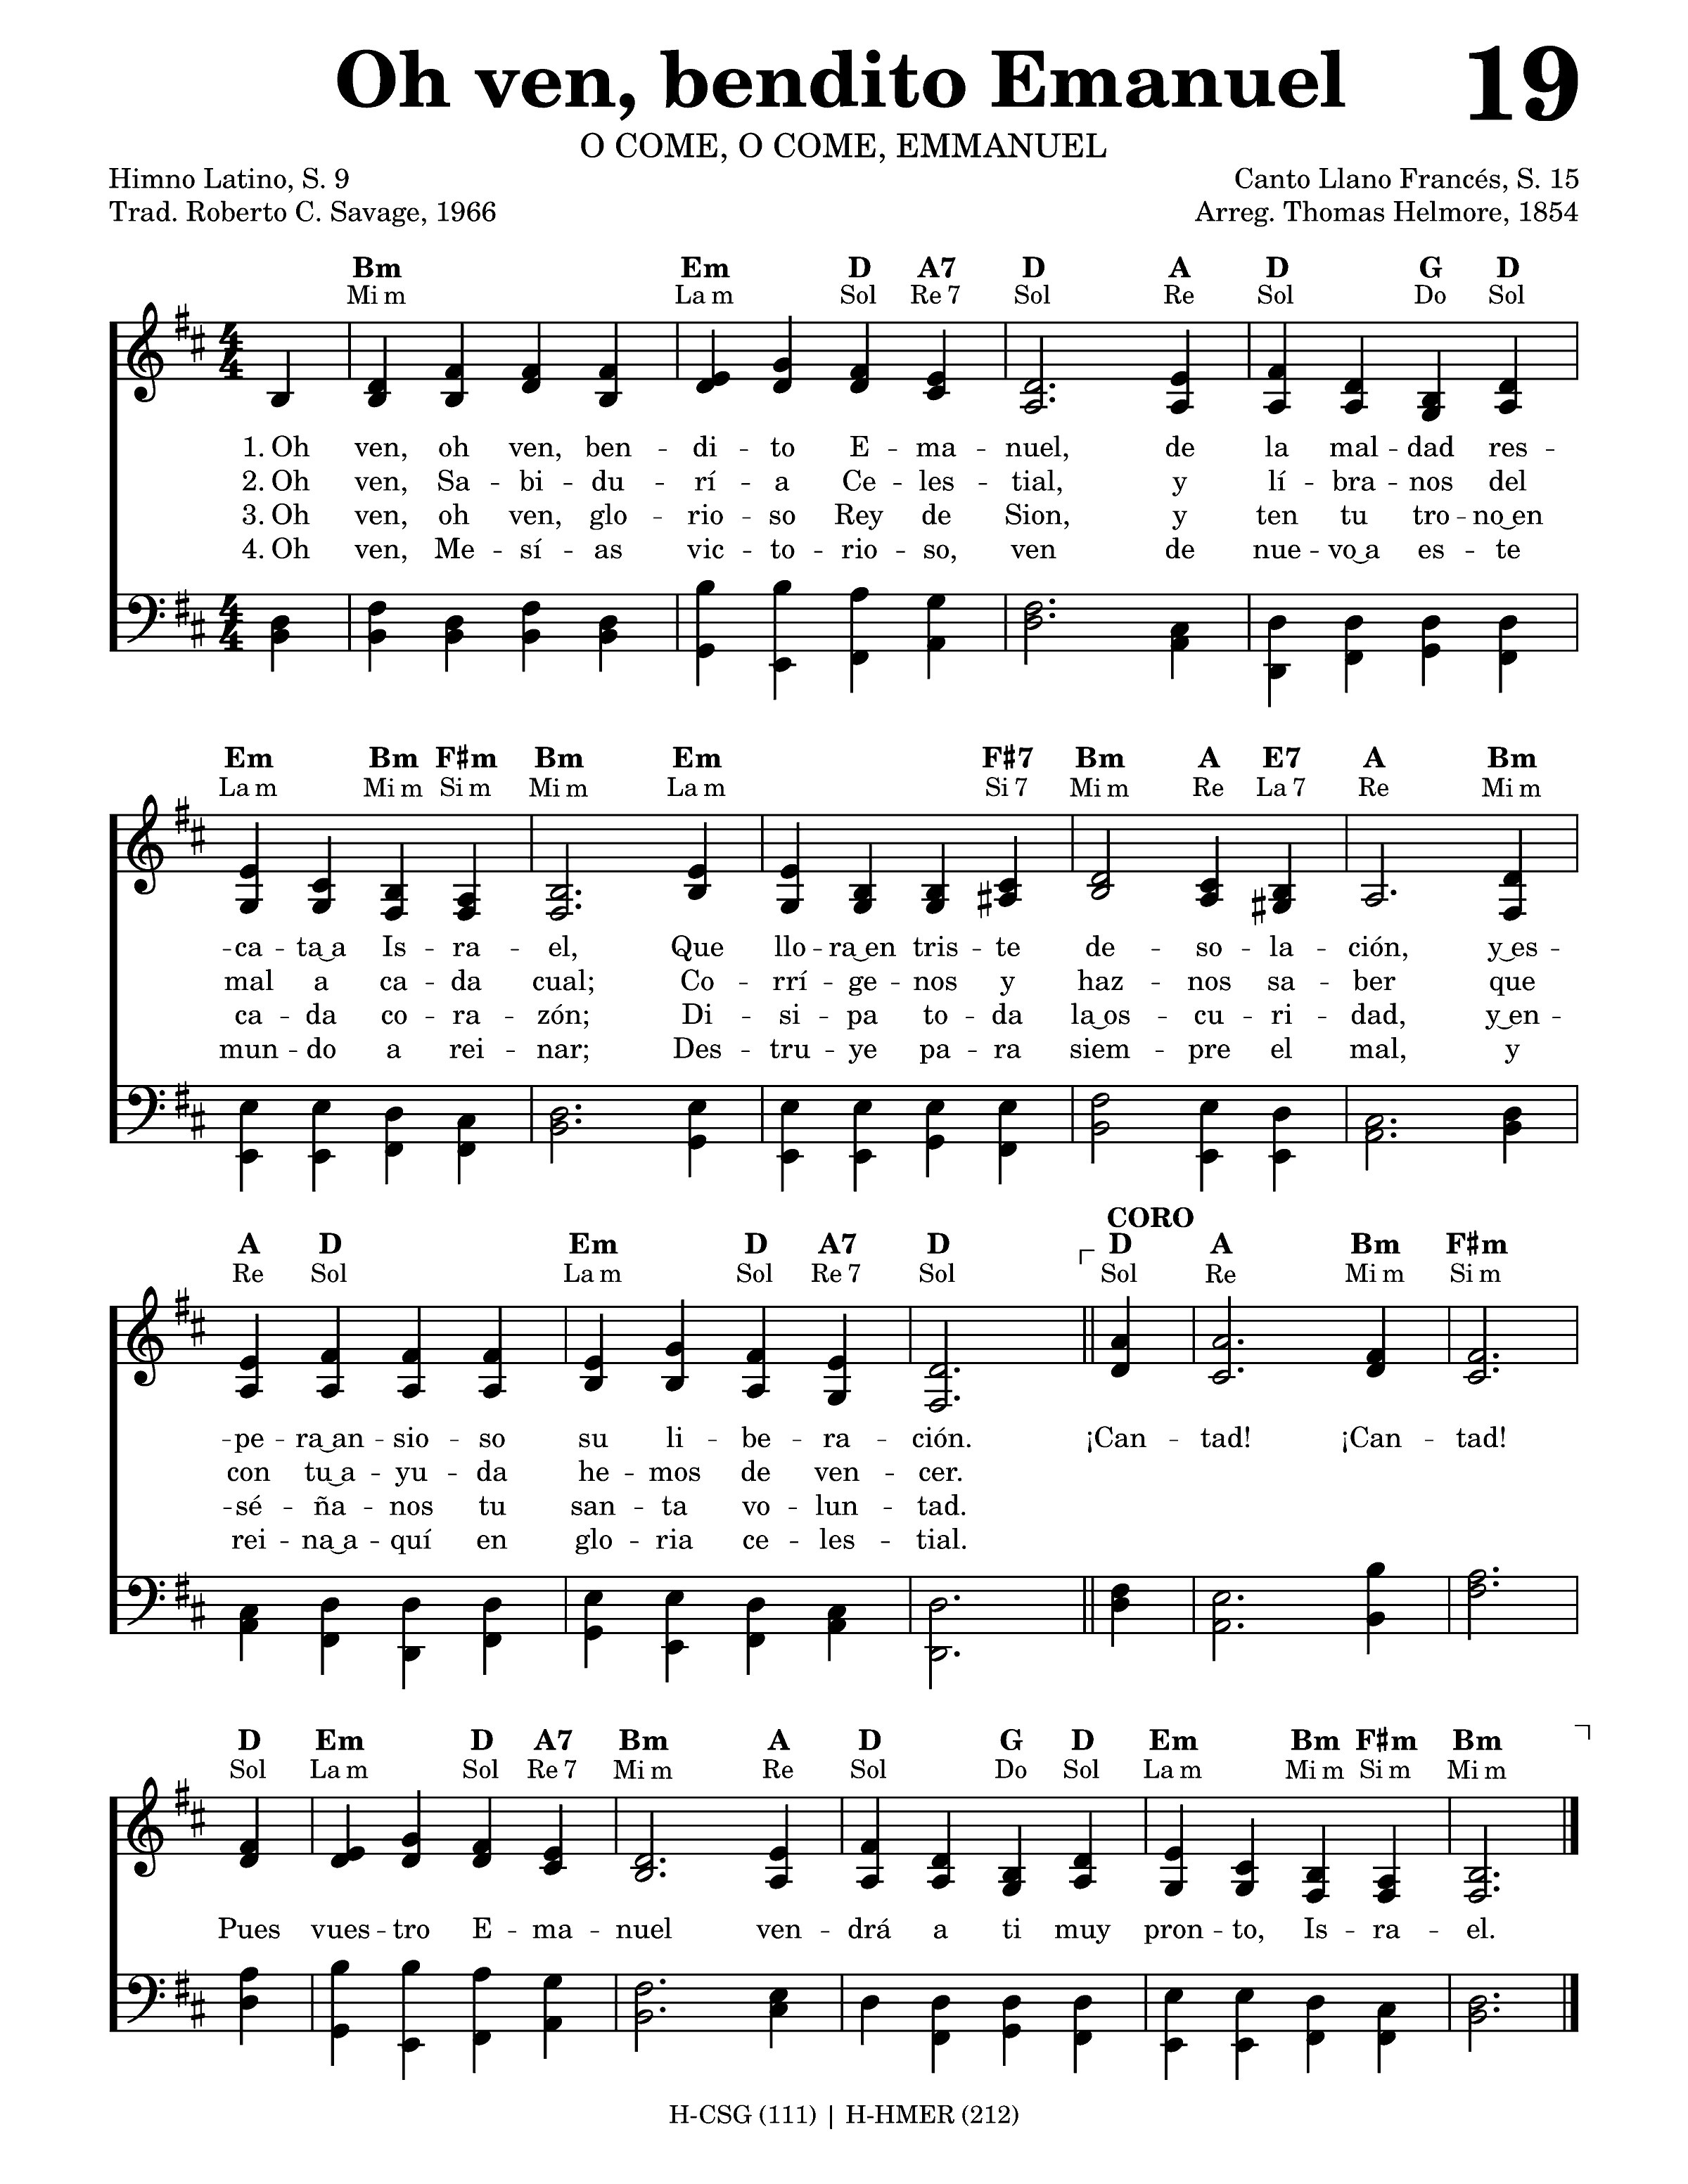 Oh ven, bendito Emanuel 19
O COME, O COME, EMMANUEL
Himno Latino, S. 9 Canto Llano Francés, S. 15
Trad. Roberto C. Savage, 1966 Arreg. Thomas Helmore, 1854
Bm Em D A7 D A D G D
Mi m La m Sol Re 7 Sol Re Sol Do Sol
1. Oh ven, oh ven, ben -- di -- to E -- ma -- nuel, de la mal -- dad res --
2. Oh ven, Sa -- bi -- du -- rí -- a Ce -- les -- tial, y lí -- bra -- nos del
3. Oh ven, oh ven, glo -- rio -- so Rey de Sion, y ten tu tro -- no‿en
4. Oh ven, Me -- sí -- as vic -- to -- rio -- so, ven de nue -- vo‿a es -- te
Em Bm F♯m Bm Em F♯7 Bm A E7 A Bm
La m Mi m Si m Mi m La m Si 7 Mi m Re La 7 Re Mi m
-- ca -- ta‿a Is -- ra -- el, Que llo -- ra‿en tris -- te de -- so -- la -- ción, y‿es --
mal a ca -- da cual; Co -- rrí -- ge -- nos y haz -- nos sa -- ber que
ca -- da co -- ra -- zón; Di -- si -- pa to -- da la‿os -- cu -- ri -- dad, y‿en --
mun -- do a rei -- nar; Des -- tru -- ye pa -- ra siem -- pre el mal, y
CORO
A D Em D A7 D D A Bm F♯m
Re Sol La m Sol Re 7 Sol Sol Re Mi m Si m
-- pe -- ra‿an -- sio -- so su li -- be -- ra -- ción. ¡Can -- tad! ¡Can -- tad!
con tu‿a -- yu -- da he -- mos de ven -- cer.
-- sé -- ña -- nos tu san -- ta vo -- lun -- tad.
rei -- na‿a -- quí en glo -- ria ce -- les -- tial.
D Em D A7 Bm A D G D Em Bm F♯m Bm
Sol La m Sol Re 7 Mi m Re Sol Do Sol La m Mi m Si m Mi m
Pues vues -- tro E -- ma -- nuel ven -- drá a ti muy pron -- to, Is -- ra -- el.
H-CSG (111) | H-HMER (212)